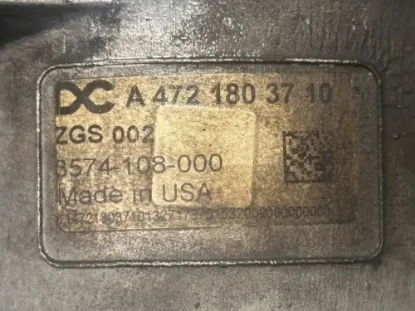 DC A 472 180 37 10
ZGS 002
8574-108-000
Made in USA